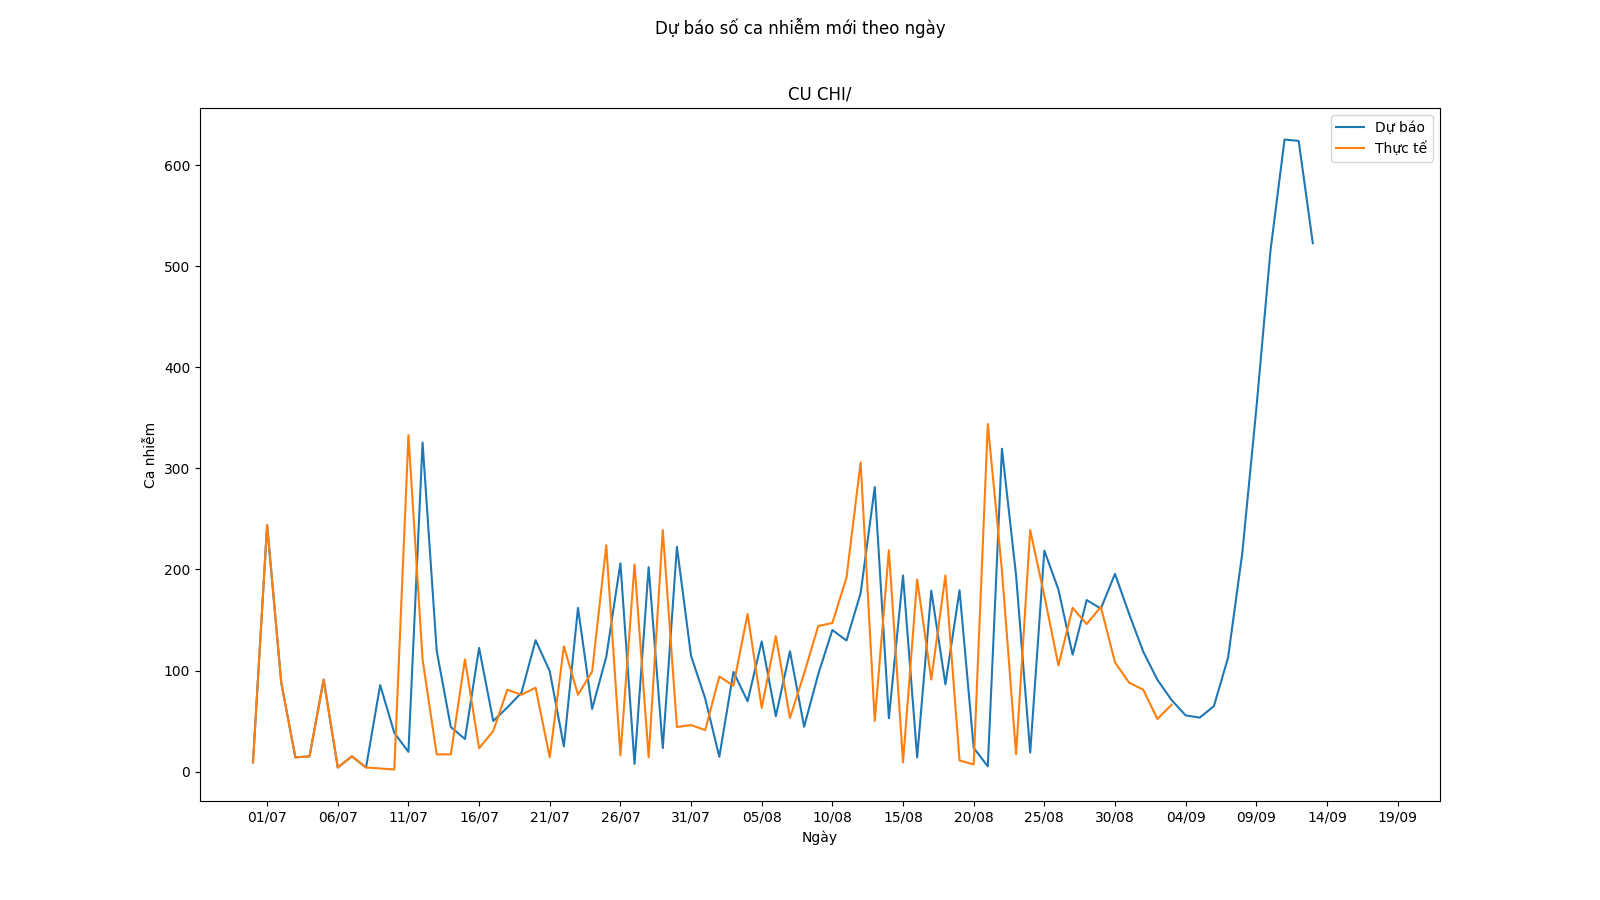 Dự báo số ca nhiễm mới theo ngày
CU CHI/
Dự báo
Thực tế
Ca nhiễm
600
500
400
300
200
100
0
01/07 06/07 11/07 16/07 21/07 26/07 31/07 05/08 10/08 15/08 20/08 25/08 30/08 04/09 09/09 14/09 19/09
Ngày